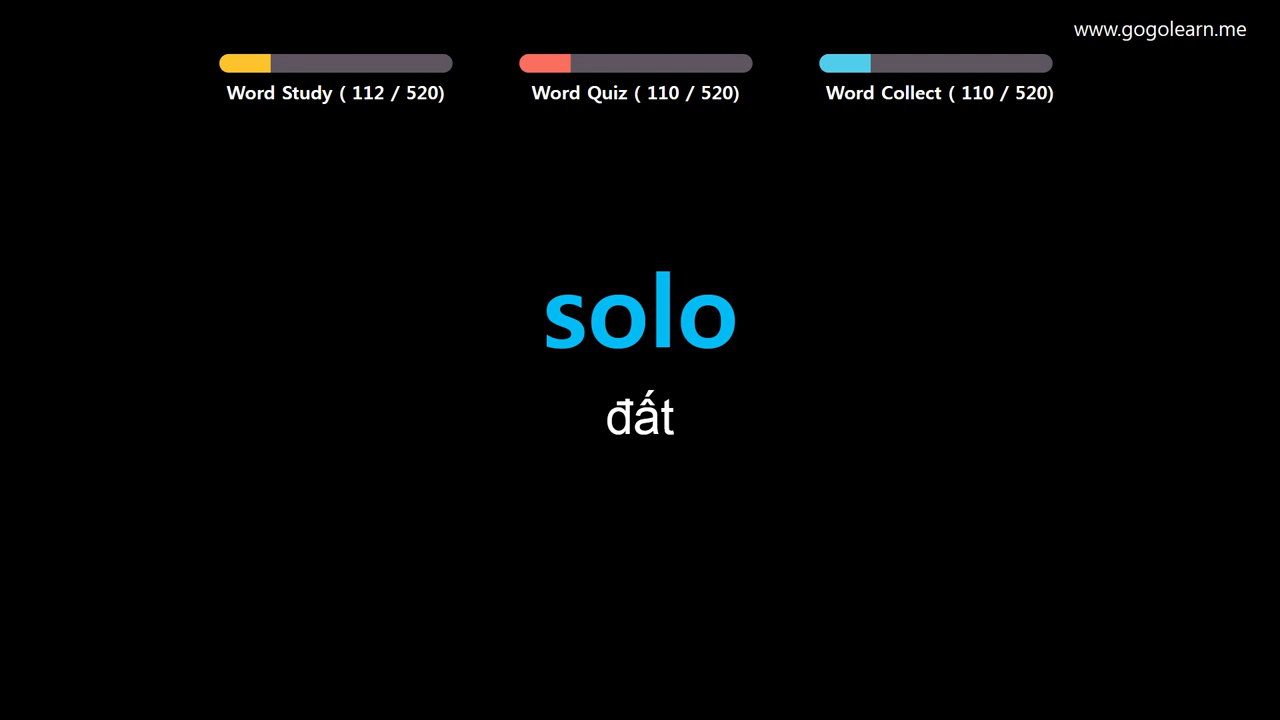 www.gogolearn.me
Word Study ( 112 / 520)
Word Quiz ( 110 / 520)
Word Collect ( 110 / 520)
solo
đất